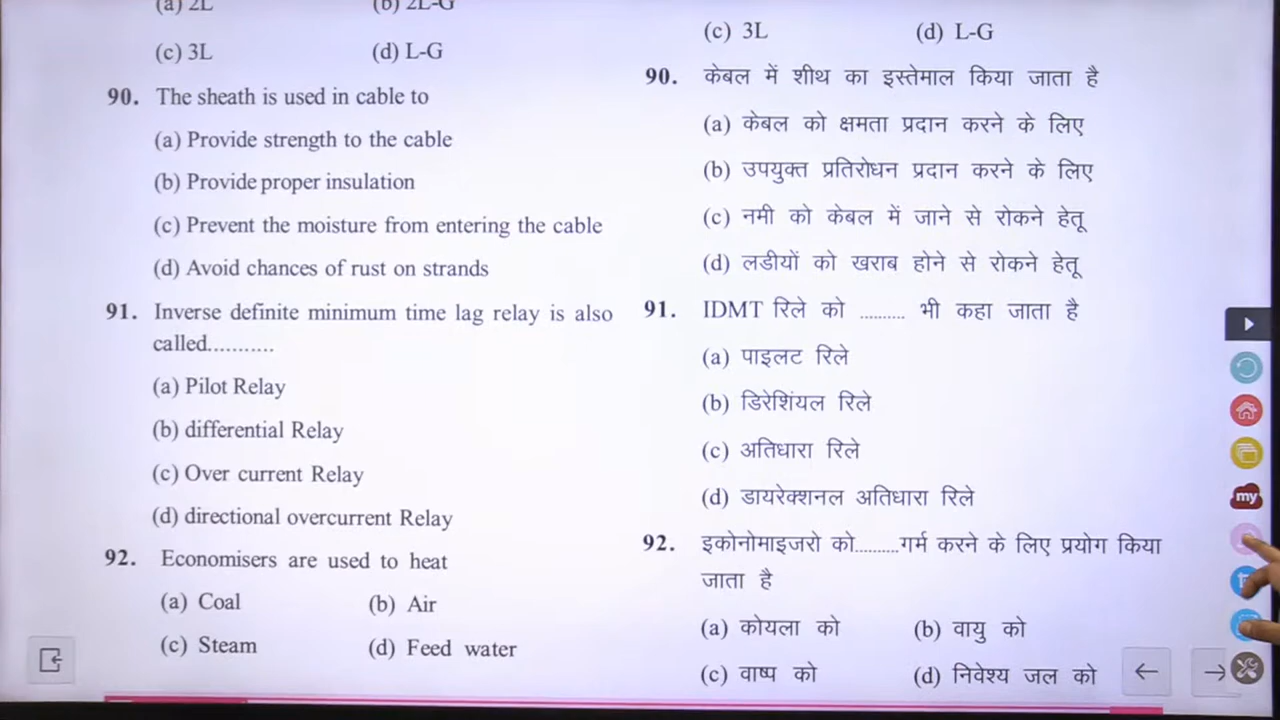 (a) 2L (b) 2L-G
(c) 3L (d) L-G
90. The sheath is used in cable to
(a) Provide strength to the cable
(b) Provide proper insulation
(c) Prevent the moisture from entering the cable
(d) Avoid chances of rust on strands
91. Inverse definite minimum time lag relay is also
called...........
(a) Pilot Relay
(b) differential Relay
(c) Over current Relay
(d) directional overcurrent Relay
92. Economisers are used to heat
(a) Coal (b) Air
(c) Steam (d) Feed water
(c) 3L (d) L-G
90. केबल में शीथ का इस्तेमाल किया जाता है
(a) केबल को क्षमता प्रदान करने के लिए
(b) उपयुक्त प्रतिरोधन प्रदान करने के लिए
(c) नमी को केबल में जाने से रोकने हेतू
(d) लडीयों को खराब होने से रोकने हेतू
91. IDMT रिले को .......... भी कहा जाता है
(a) पाइलट रिले
(b) डिरेशिंयल रिले
(c) अतिधारा रिले
(d) डायरेक्शनल अतिधारा रिले
92. इकोनोमाइजरो को..........गर्म करने के लिए प्रयोग किया
जाता है
(a) कोयला को (b) वायु को
(c) वाष्प को (d) निवेश्य जल को
my